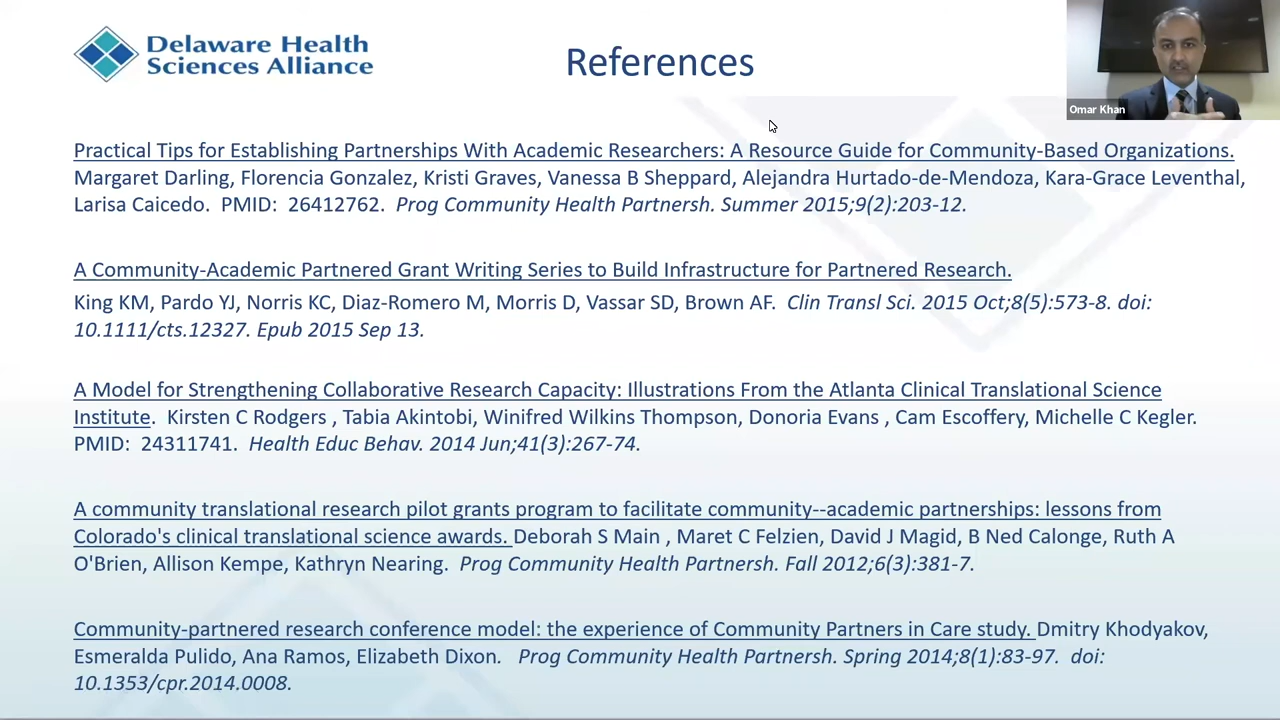 Delaware Health
Sciences Alliance
References
Omar Khan
Practical Tips for Establishing Partnerships With Academic Researchers: A Resource Guide for Community-Based Organizations.
Margaret Darling, Florencia Gonzalez, Kristi Graves, Vanessa B Sheppard, Alejandra Hurtado-de-Mendoza, Kara-Grace Leventhal,
Larisa Caicedo.  PMID:  26412762.  Prog Community Health Partnersh. Summer 2015;9(2):203-12.
A Community-Academic Partnered Grant Writing Series to Build Infrastructure for Partnered Research.
King KM, Pardo YJ, Norris KC, Diaz-Romero M, Morris D, Vassar SD, Brown AF.  Clin Transl Sci. 2015 Oct;8(5):573-8. doi:
10.1111/cts.12327. Epub 2015 Sep 13.
A Model for Strengthening Collaborative Research Capacity: Illustrations From the Atlanta Clinical Translational Science
Institute.  Kirsten C Rodgers , Tabia Akintobi, Winifred Wilkins Thompson, Donoria Evans , Cam Escoffery, Michelle C Kegler.
PMID:  24311741.  Health Educ Behav. 2014 Jun;41(3):267-74.
A community translational research pilot grants program to facilitate community--academic partnerships: lessons from
Colorado's clinical translational science awards. Deborah S Main , Maret C Felzien, David J Magid, B Ned Calonge, Ruth A
O'Brien, Allison Kempe, Kathryn Nearing.  Prog Community Health Partnersh. Fall 2012;6(3):381-7.
Community-partnered research conference model: the experience of Community Partners in Care study. Dmitry Khodyakov,
Esmeralda Pulido, Ana Ramos, Elizabeth Dixon.   Prog Community Health Partnersh. Spring 2014;8(1):83-97.  doi:
10.1353/cpr.2014.0008.